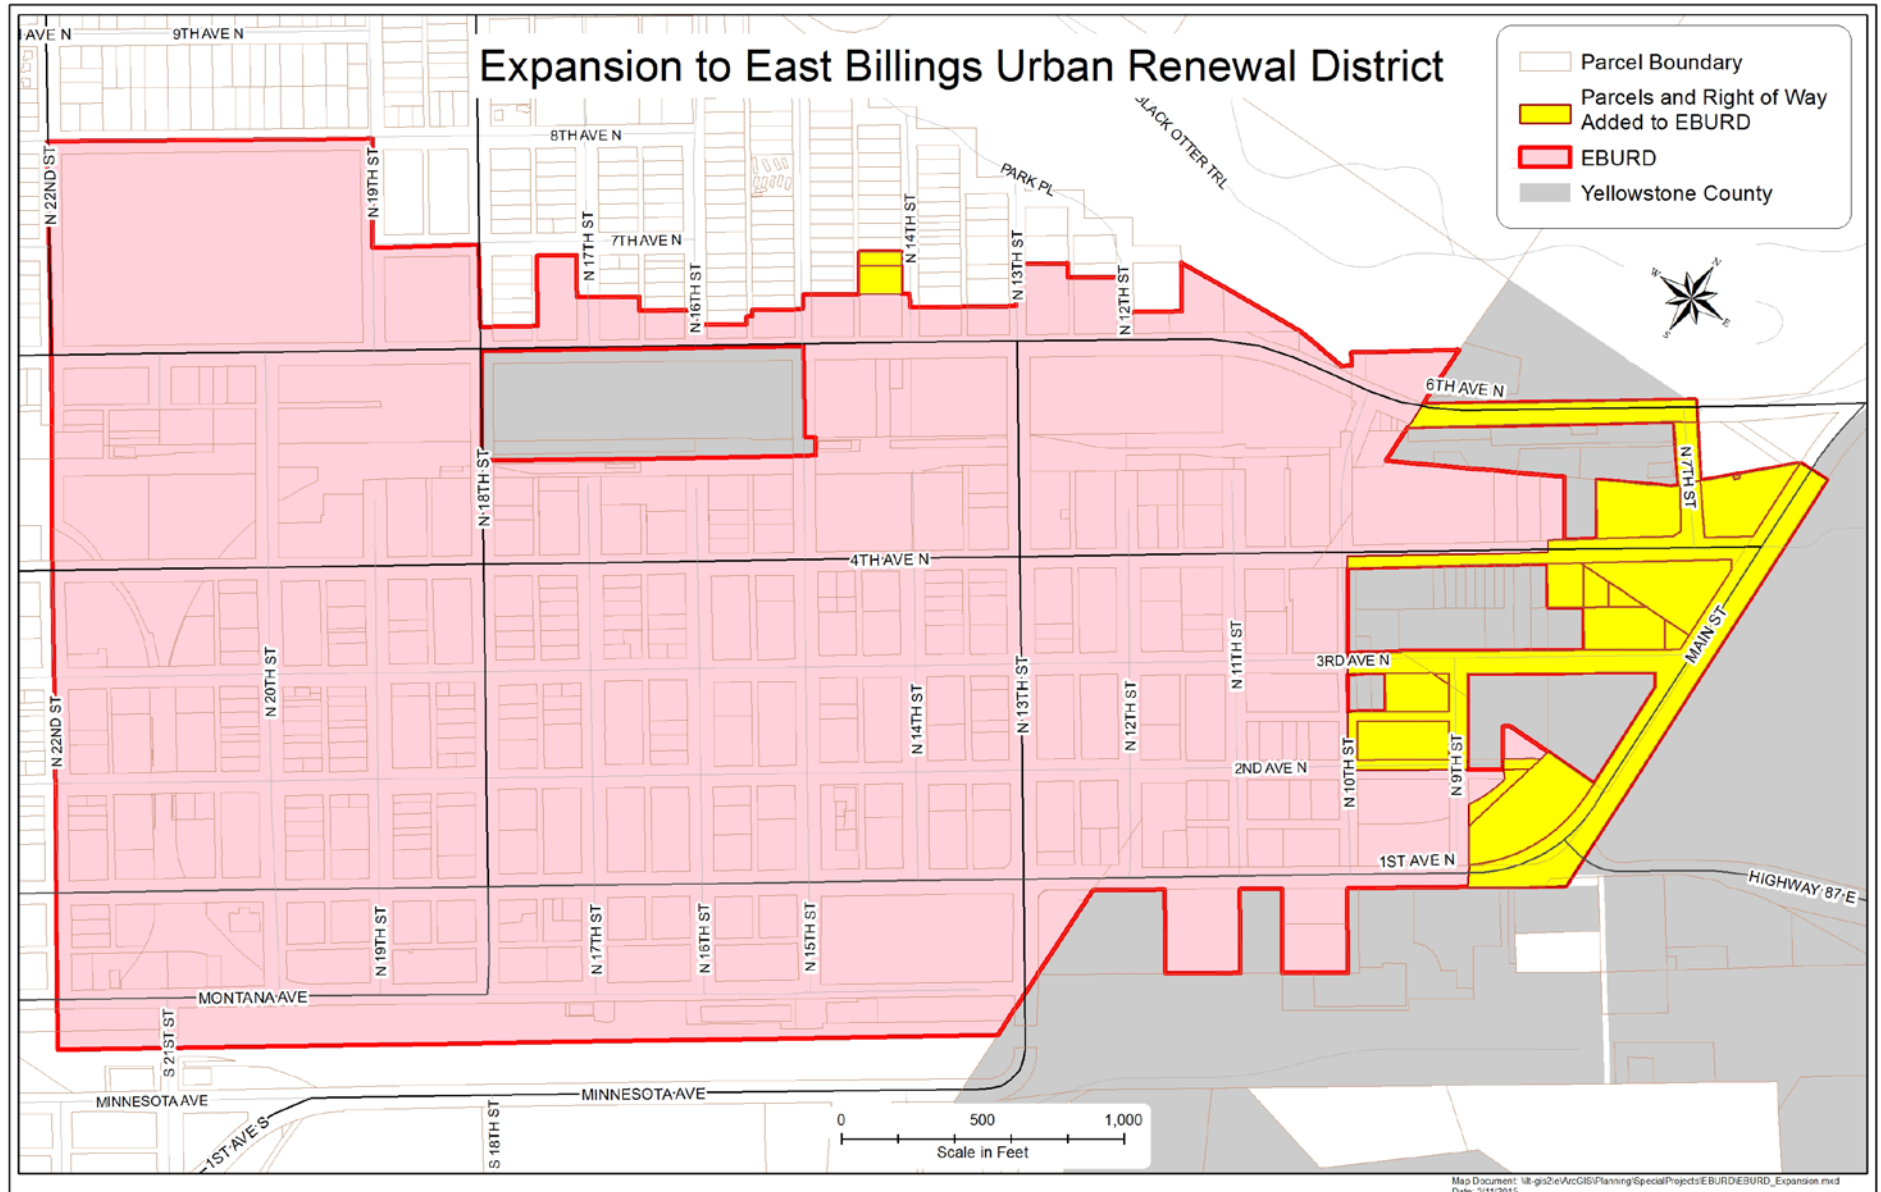 Expansion to East Billings Urban Renewal District
Parcel Boundary
Parcels and Right of Way
Added to EBURD
EBURD
Yellowstone County
AVE N
9TH AVE N
8TH AVE N
7TH AVE N
PARK PL
BLACK OTTER TRL
N 22ND ST
N 19TH ST
N 17TH ST
N 16TH ST
N 14TH ST
N 13TH ST
N 12TH ST
N
W
E
S
6TH AVE N
N 18TH ST
N 7TH ST
4TH AVE N
N 22ND ST
N 20TH ST
N 14TH ST
N 13TH ST
N 12TH ST
N 11TH ST
3RD AVE N
MAIN ST
N 10TH ST
N 9TH ST
2ND AVE N
1ST AVE N
HIGHWAY 87 E
N 19TH ST
N 17TH ST
N 16TH ST
N 15TH ST
MONTANA AVE
S 21ST ST
MINNESOTA AVE
MINNESOTA AVE
1ST AVE S
S 18TH ST
0 500 1,000
Scale in Feet